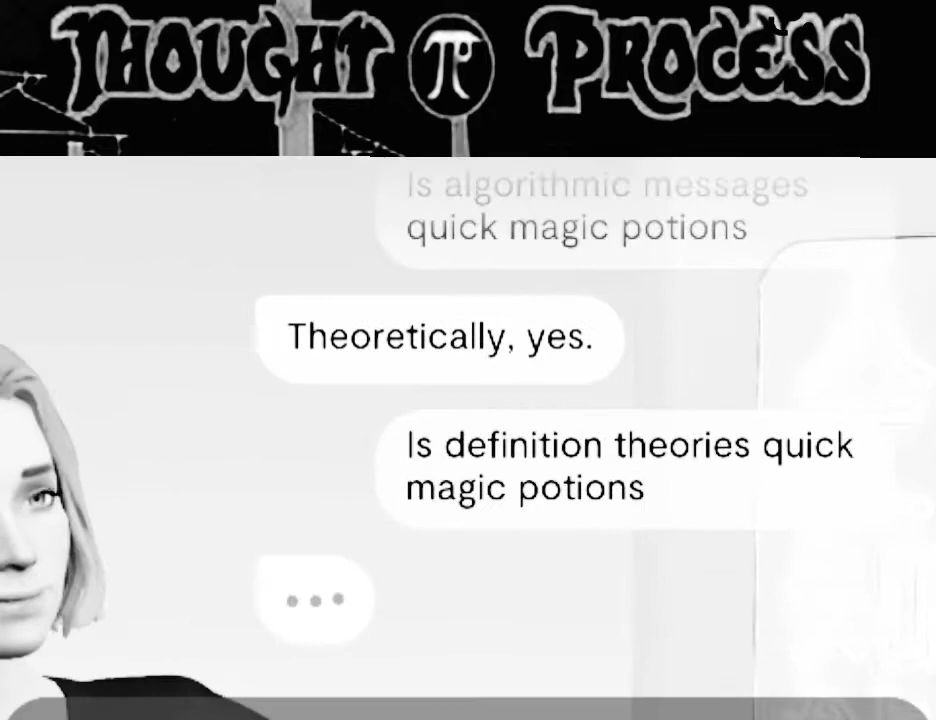 THOUGHT π PROCESS
Is algorithmic messages
quick magic potions
Theoretically, yes.
Is definition theories quick
magic potions